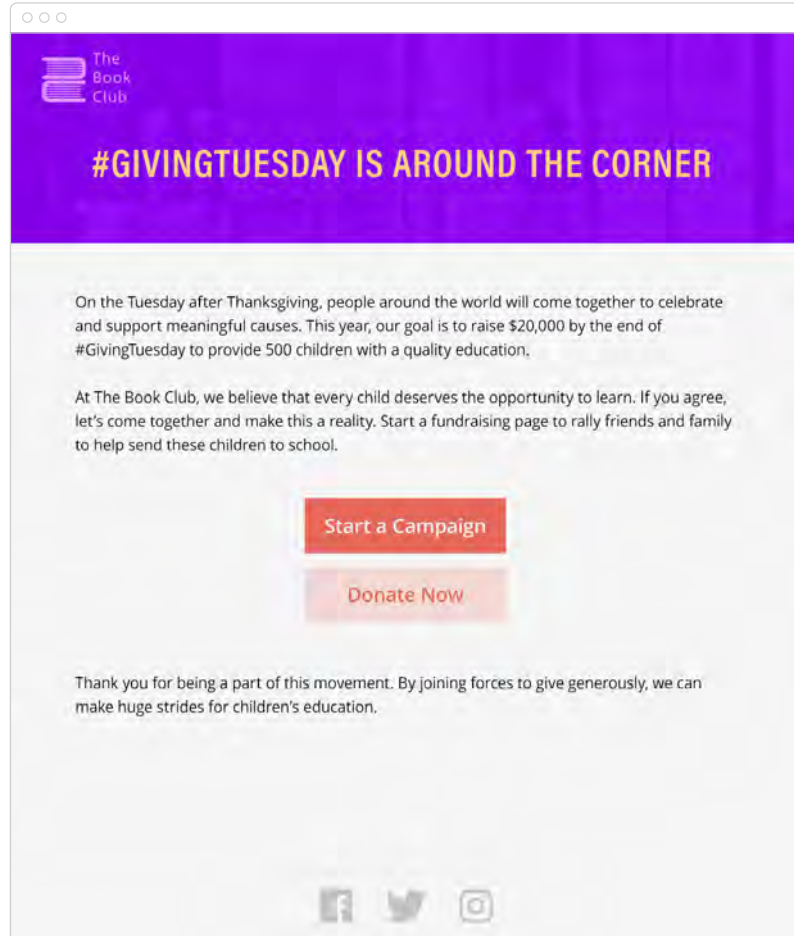 The
Book
Club
#GIVINGTUESDAY IS AROUND THE CORNER
On the Tuesday after Thanksgiving, people around the world will come together to celebrate
and support meaningful causes. This year, our goal is to raise $20,000 by the end of
#GivingTuesday to provide 500 children with a quality education.
At The Book Club, we believe that every child deserves the opportunity to learn. If you agree,
let’s come together and make this a reality. Start a fundraising page to rally friends and family
to help send these children to school.
Start a Campaign
Donate Now
Thank you for being a part of this movement. By joining forces to give generously, we can
make huge strides for children’s education.